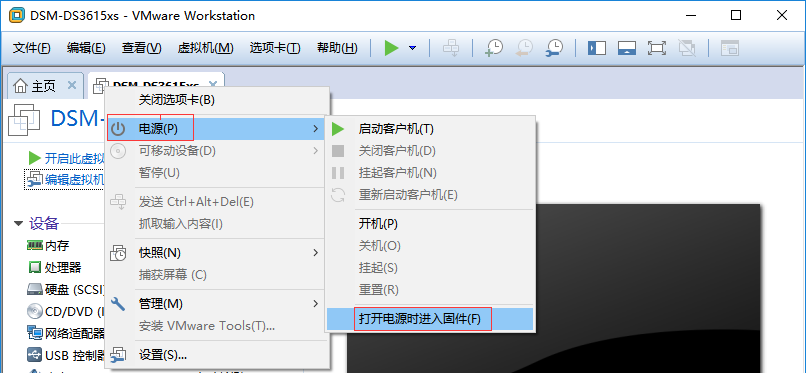 DSM-DS3615xs - VMware Workstation
文件(F) 编辑(E) 查看(V) 虚拟机(M) 选项卡(T) 帮助(H)
主页 DSM-DS3615xs
关闭选项卡(B)
DSM-
电源(P)
启动客户机(T)
开启此虚拟
可移动设备(D)
关闭客户机(D)
编辑虚拟机
暂停(U)
挂起客户机(N)
发送 Ctrl+Alt+Del(E)
重新启动客户机(E)
抓取输入内容(I)
设备
开机(P)
内存
快照(N)
关机(O)
处理器
捕获屏幕 (C)
挂起(S)
硬盘 (SCSI)
重置(R)
管理(M)
CD/DVD (I
打开电源时进入固件(F)
安装 VMware Tools(T)...
网络适配器
USB 控制器
设置(S)...